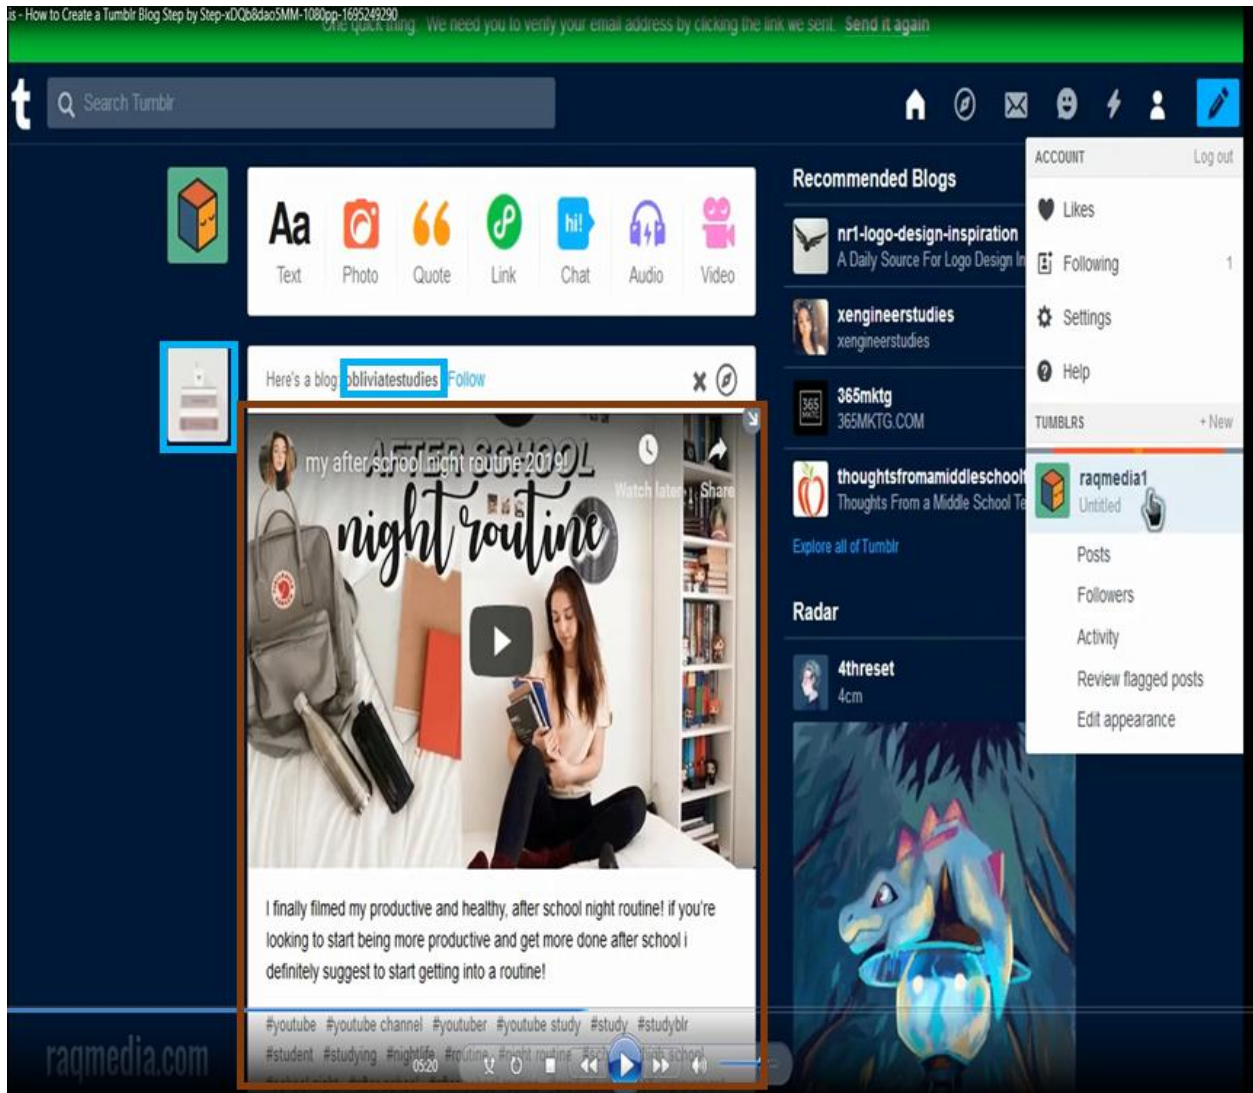 is - How to Create a Tumblr Blog Step by Step-xDQb8dao5MM-1080pp-1695249290
One quick thing. We need you to verify your email address by clicking the link we sent. Send it again
t
Search Tumblr
ACCOUNT Log out
Likes
Following 1
Settings
Help
TUMBLRS + New
raqmedia1
Untitled
Posts
Followers
Activity
Review flagged posts
Edit appearance
Aa
hi!
Text Photo Quote Link Chat Audio Video
Here's a blog: obliviatestudies Follow
my after school night routine 2019!
Watch later Share
AFTER SCHOOL
night routine
I finally filmed my productive and healthy, after school night routine! if you're
looking to start being more productive and get more done after school i
definitely suggest to start getting into a routine!
#youtube #youtube channel #youtuber #youtube study #study #studyblr
#student #studying #nightlife #routine #night routine
Recommended Blogs
nr1-logo-design-inspiration
A Daily Source For Logo Design In
xengineerstudies
xengineerstudies
365
MKTG
365mktg
365MKTG.COM
thoughtsfromamiddleschoolt
Thoughts From a Middle School Te
Explore all of Tumblr
Radar
4threset
4cm
raqmedia.com
05:20